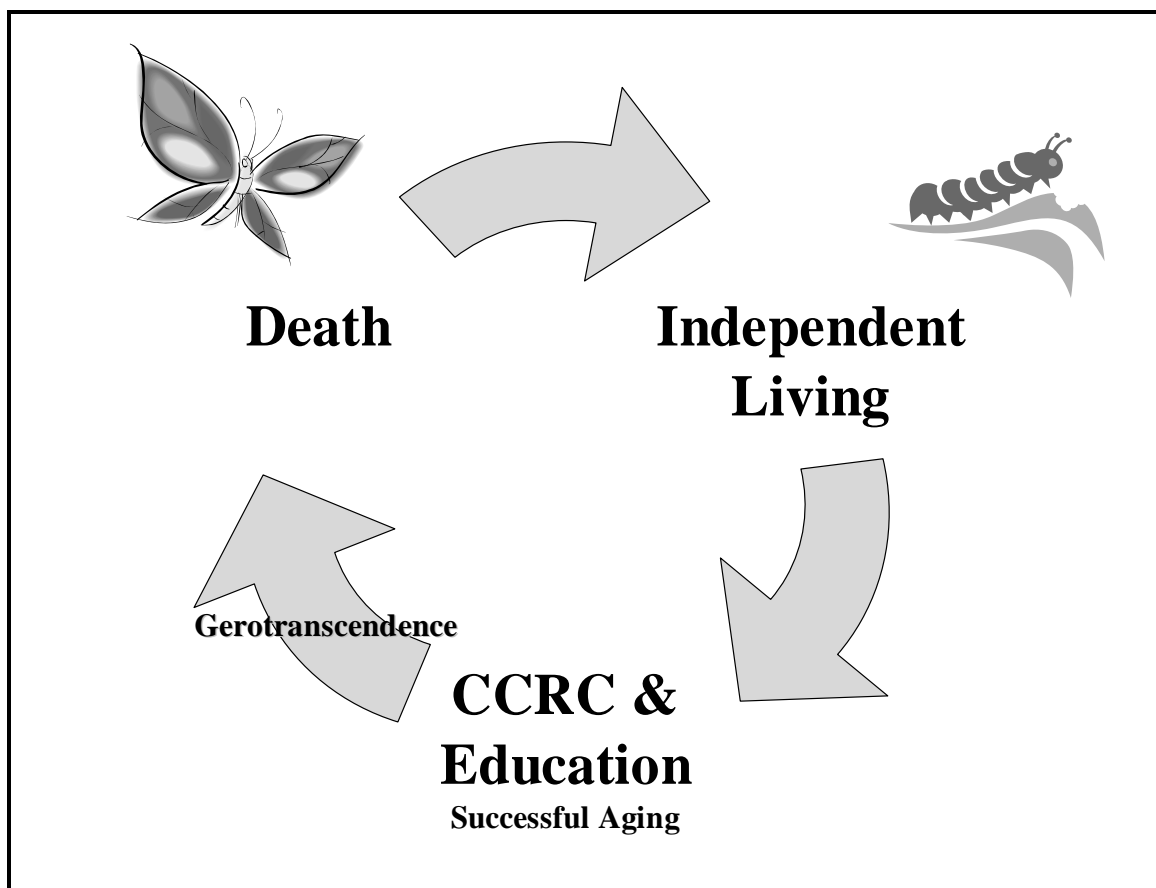 Death
Independent
Living
Gerotranscendence
CCRC &
Education
Successful Aging